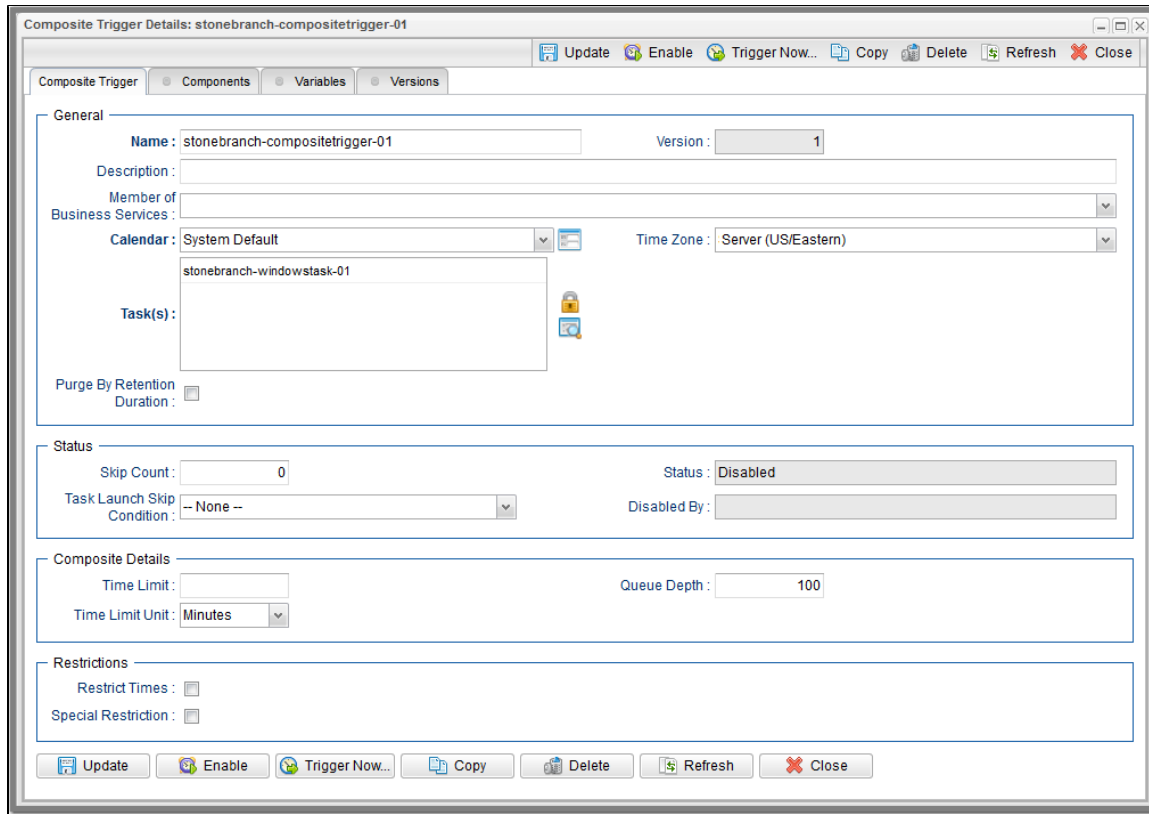 Composite Trigger Details: stonebranch-compositetrigger-01
Update Enable Trigger Now... Copy Delete Refresh Close
Composite Trigger Components Variables Versions
General
Name : stonebranch-compositetrigger-01 Version : 1
Description :
Member of
Business Services :
Calendar : System Default Time Zone : Server (US/Eastern)
stonebranch-windowstask-01
Task(s) :
Purge By Retention
Duration :
Status
Skip Count : 0 Status : Disabled
Task Launch Skip
Condition : -- None -- Disabled By :
Composite Details
Time Limit : Queue Depth : 100
Time Limit Unit : Minutes
Restrictions
Restrict Times :
Special Restriction :
Update Enable Trigger Now... Copy Delete Refresh Close